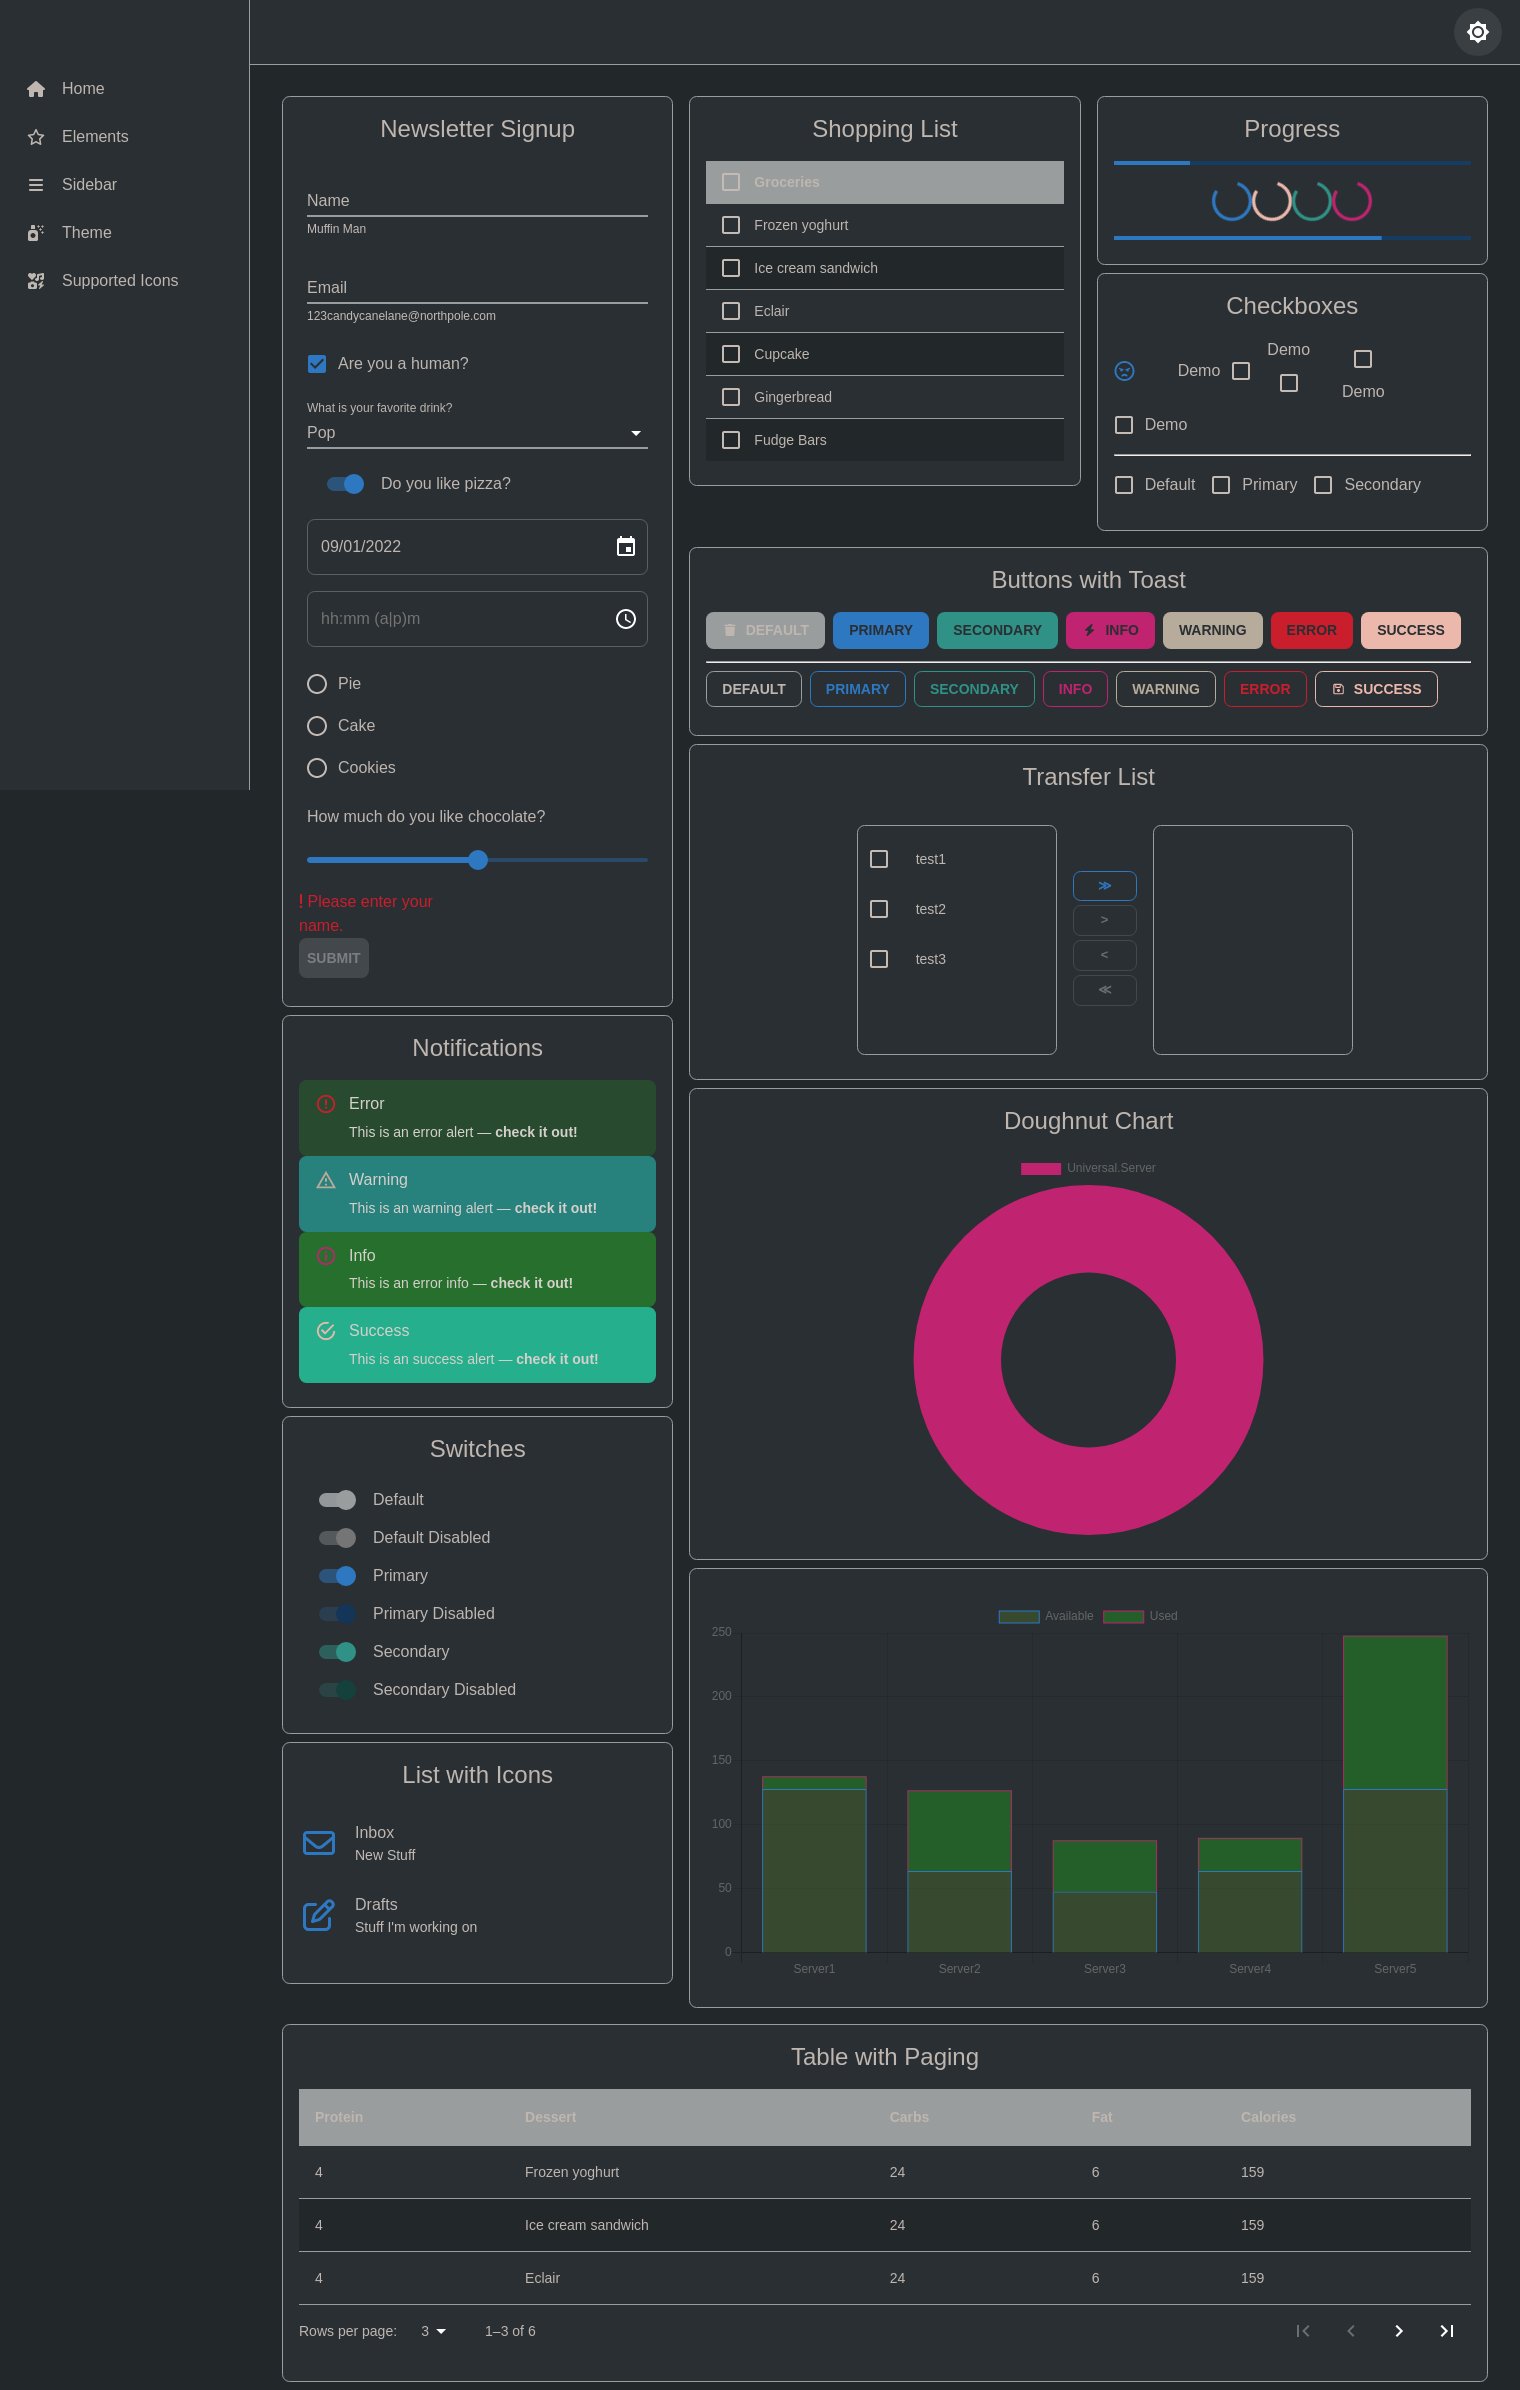 Home
Elements
Sidebar
Theme
Supported Icons
Newsletter Signup
Name
Muffin Man
Email
123candycanelane@northpole.com
Are you a human?
What is your favorite drink?
Pop
Do you like pizza?
09/01/2022
hh:mm (a|p)m
Pie
Cake
Cookies
How much do you like chocolate?
! Please enter your
name.
SUBMIT
Shopping List
Groceries
Frozen yoghurt
Ice cream sandwich
Eclair
Cupcake
Gingerbread
Fudge Bars
Progress
Checkboxes
Demo
Demo
Demo
Demo
Default Primary Secondary
Buttons with Toast
DEFAULT PRIMARY SECONDARY INFO WARNING ERROR SUCCESS
DEFAULT PRIMARY SECONDARY INFO WARNING ERROR SUCCESS
Transfer List
test1
test2
test3
≫
>
<
≪
Notifications
Error
This is an error alert — check it out!
Warning
This is an warning alert — check it out!
Info
This is an error info — check it out!
Success
This is an success alert — check it out!
Doughnut Chart
Universal.Server
Switches
Default
Default Disabled
Primary
Primary Disabled
Secondary
Secondary Disabled
List with Icons
Inbox
New Stuff
Drafts
Stuff I'm working on
Available Used
250
200
150
100
50
0
Server1 Server2 Server3 Server4 Server5
Table with Paging
Protein Dessert Carbs Fat Calories
4 Frozen yoghurt 24 6 159
4 Ice cream sandwich 24 6 159
4 Eclair 24 6 159
Rows per page: 3 1–3 of 6